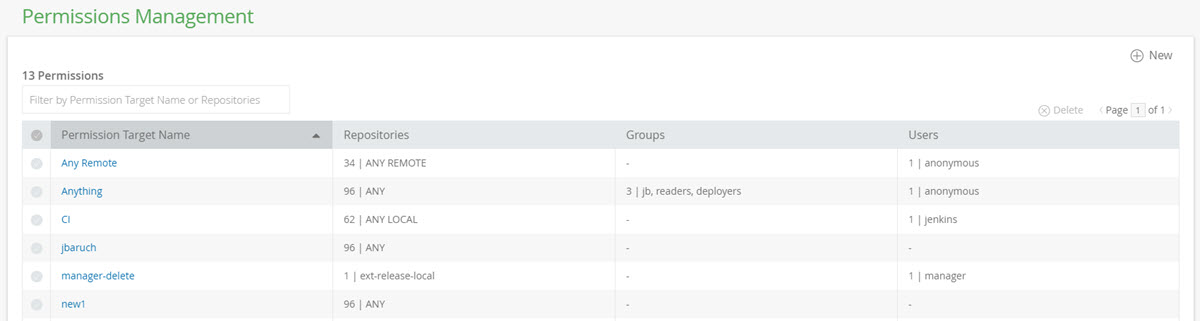 Permissions Management
New
13 Permissions
Filter by Permission Target Name or Repositories
Delete Page 1 of 1
Permission Target Name Repositories Groups Users
Any Remote 34 | ANY REMOTE - 1 | anonymous
Anything 96 | ANY 3 | jb, readers, deployers 1 | anonymous
CI 62 | ANY LOCAL - 1 | jenkins
jbaruch 96 | ANY - -
manager-delete 1 | ext-release-local - 1 | manager
new1 96 | ANY - -